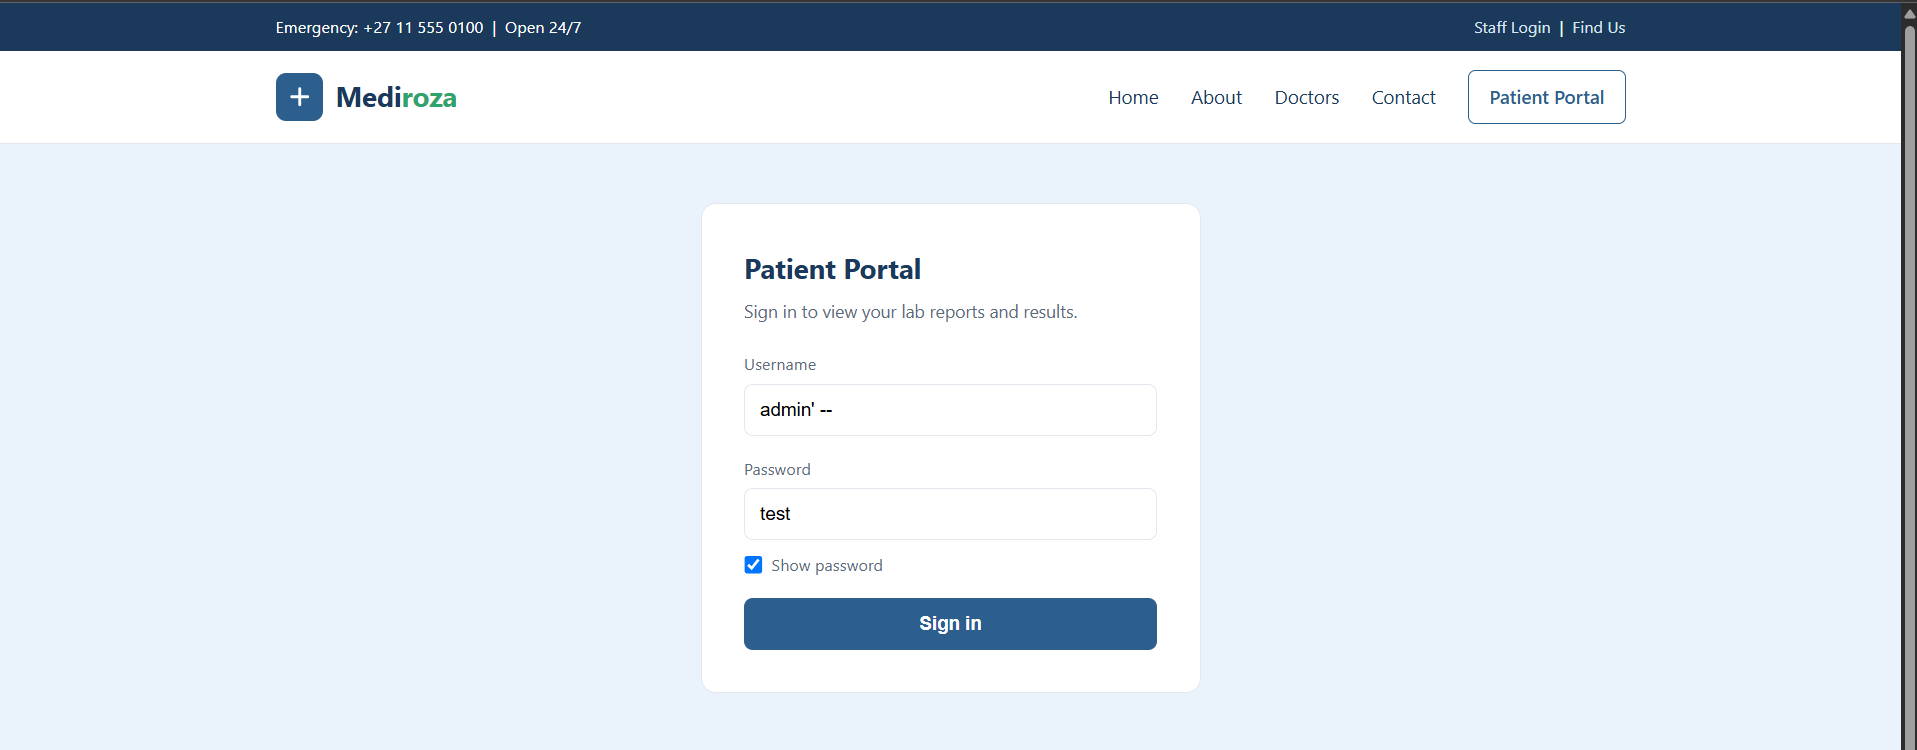 Emergency: +27 11 555 0100 | Open 24/7
Staff Login | Find Us
Mediroza
Home
About
Doctors
Contact
Patient Portal
Patient Portal
Sign in to view your lab reports and results.
Username
admin' --
Password
test
Show password
Sign in